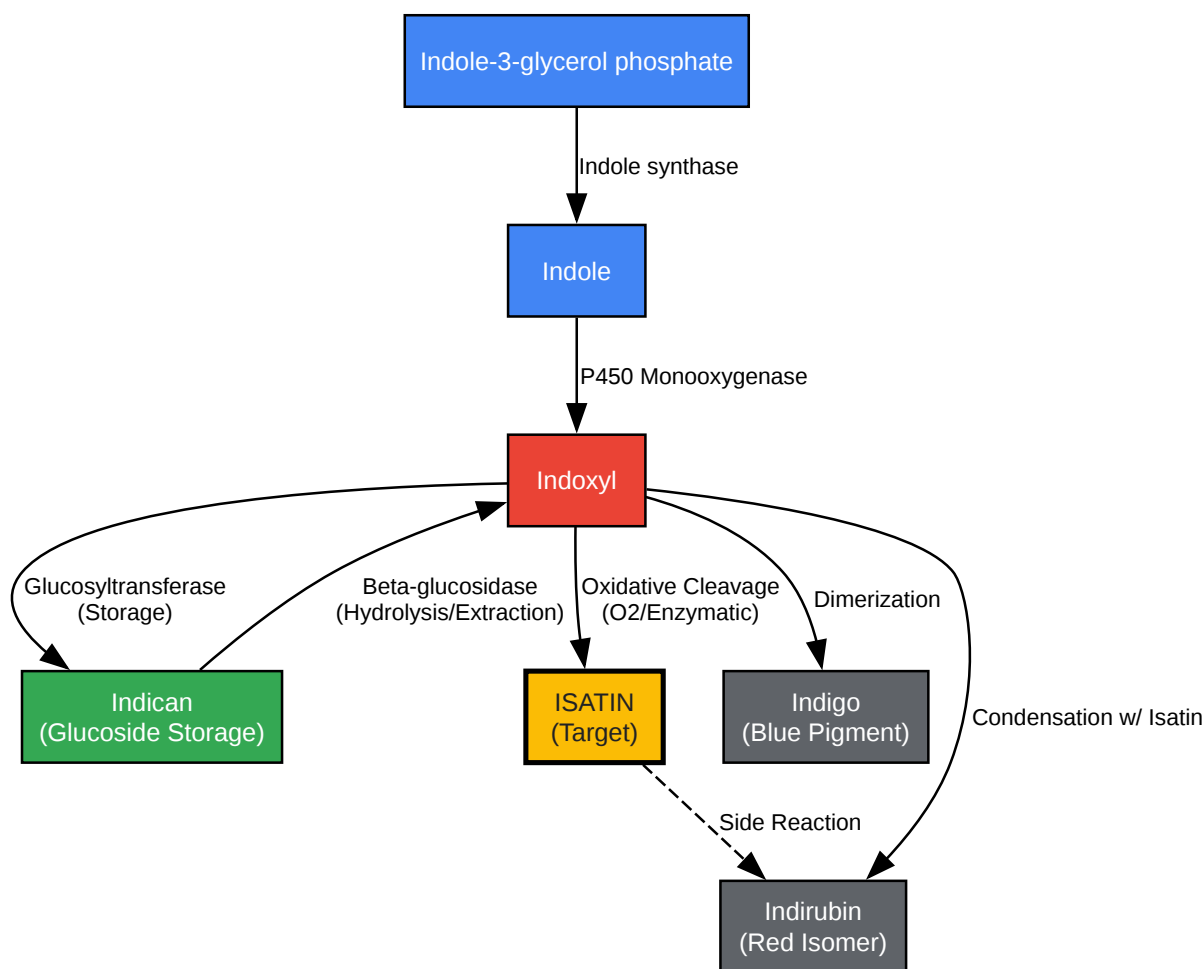 Indole-3-glycerol phosphate
Indole synthase
Indole
P450 Monooxygenase
Indoxyl
Glucosyltransferase
(Storage)
Beta-glucosidase
(Hydrolysis/Extraction)
Oxidative Cleavage
(O2/Enzymatic)
Dimerization
Indican
(Glucoside Storage)
ISATIN
(Target)
Indigo
(Blue Pigment)
Condensation w/ Isatin
Side Reaction
Indirubin
(Red Isomer)